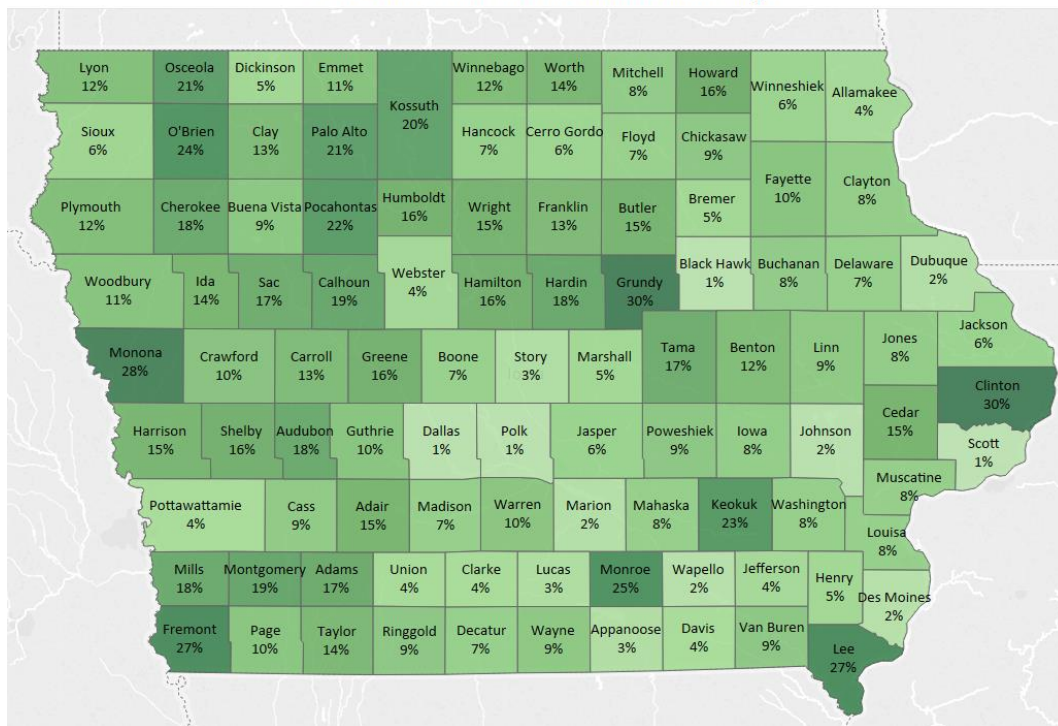 Lyon
12%
Osceola
21%
Dickinson
5%
Emmet
11%
Kossuth
20%
Winnebago
12%
Worth
14%
Mitchell
8%
Howard
16%
Winneshiek
6%
Allamakee
4%
Sioux
6%
O'Brien
24%
Clay
13%
Palo Alto
21%
Hancock
7%
Cerro Gordo
6%
Floyd
7%
Chickasaw
9%
Fayette
10%
Clayton
8%
Plymouth
12%
Cherokee
18%
Buena Vista
9%
Pocahontas
22%
Humboldt
16%
Wright
15%
Franklin
13%
Butler
15%
Bremer
5%
Woodbury
11%
Ida
14%
Sac
17%
Calhoun
19%
Webster
4%
Hamilton
16%
Hardin
18%
Grundy
30%
Black Hawk
1%
Buchanan
8%
Delaware
7%
Dubuque
2%
Monona
28%
Crawford
10%
Carroll
13%
Greene
16%
Boone
7%
Story
3%
Marshall
5%
Tama
17%
Benton
12%
Linn
9%
Jones
8%
Jackson
6%
Clinton
30%
Harrison
15%
Shelby
16%
Audubon
18%
Guthrie
10%
Dallas
1%
Polk
1%
Jasper
6%
Poweshiek
9%
Iowa
8%
Johnson
2%
Cedar
15%
Scott
1%
Muscatine
8%
Pottawattamie
4%
Cass
9%
Adair
15%
Madison
7%
Warren
10%
Marion
2%
Mahaska
8%
Keokuk
23%
Washington
8%
Louisa
8%
Mills
18%
Montgomery
19%
Adams
17%
Union
4%
Clarke
4%
Lucas
3%
Monroe
25%
Wapello
2%
Jefferson
4%
Henry
5%
Des Moines
2%
Fremont
27%
Page
10%
Taylor
14%
Ringgold
9%
Decatur
7%
Wayne
9%
Appanoose
3%
Davis
4%
Van Buren
9%
Lee
27%